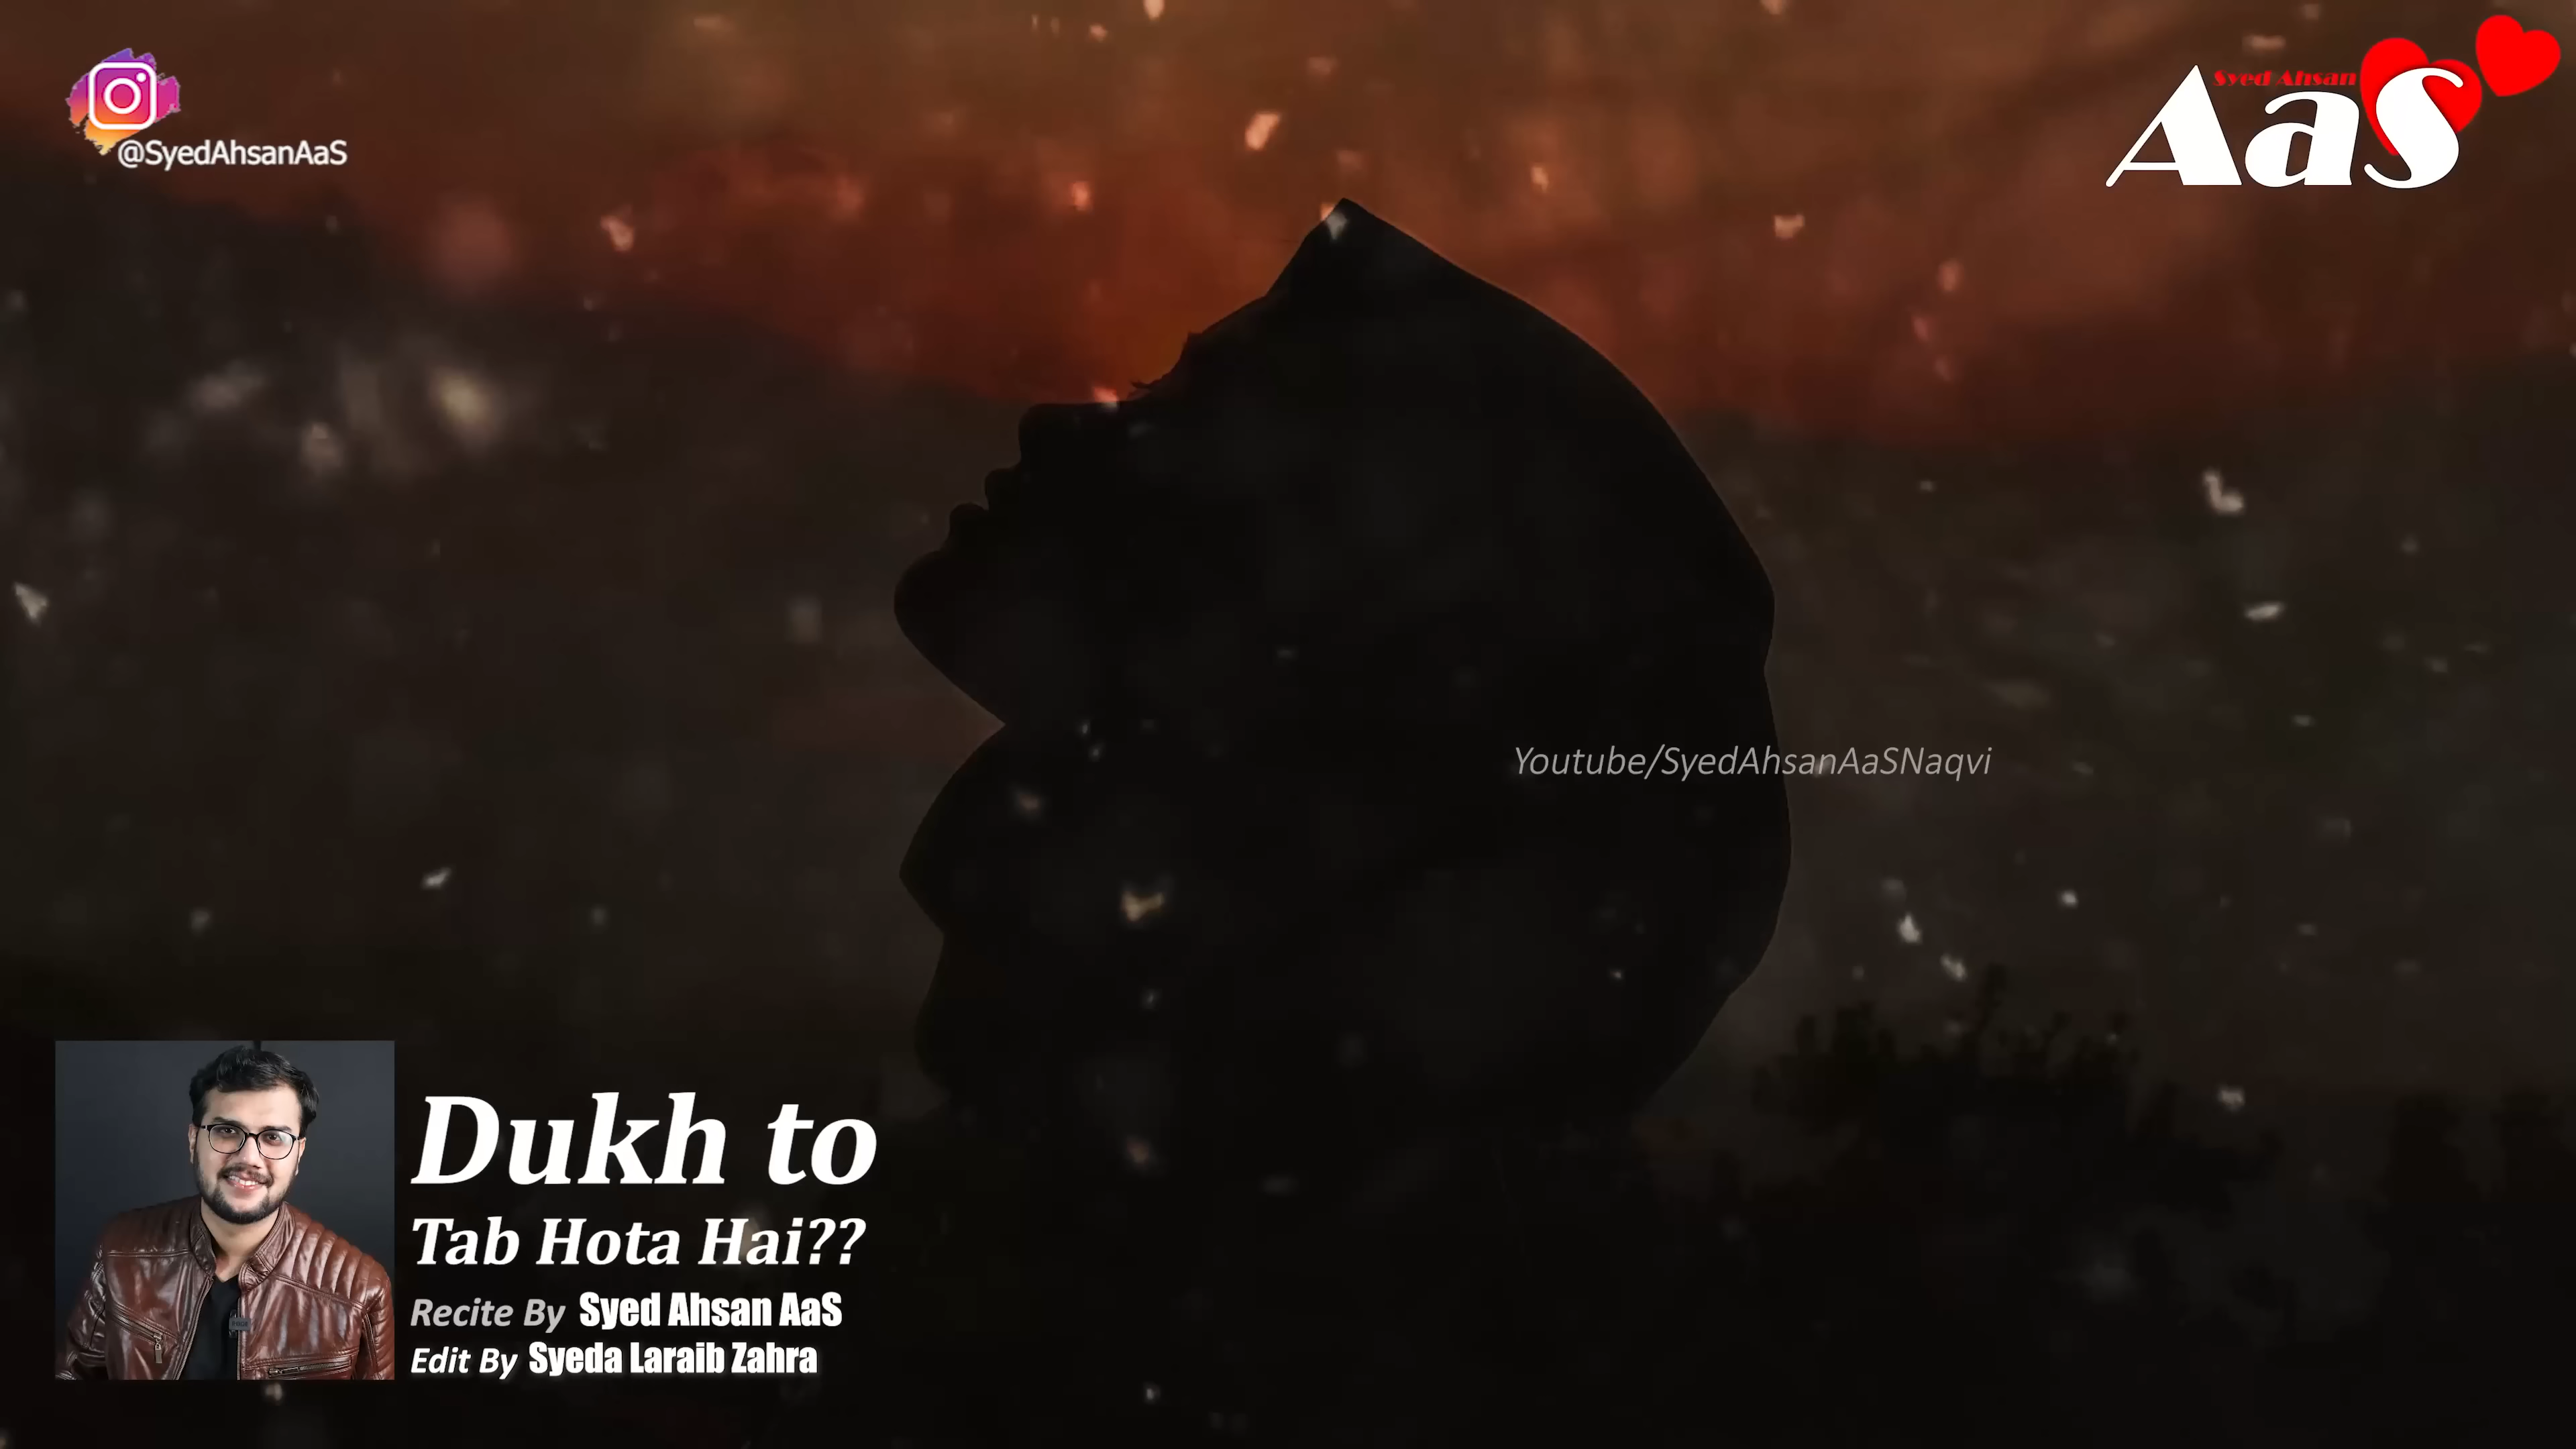 @SyedAhsanAaS
Syed Ahsan
AaS
Youtube/SyedAhsanAaSNaqvi
Dukh to
Tab Hota Hai??
Recite By Syed Ahsan AaS
Edit By Syeda Laraib Zahra